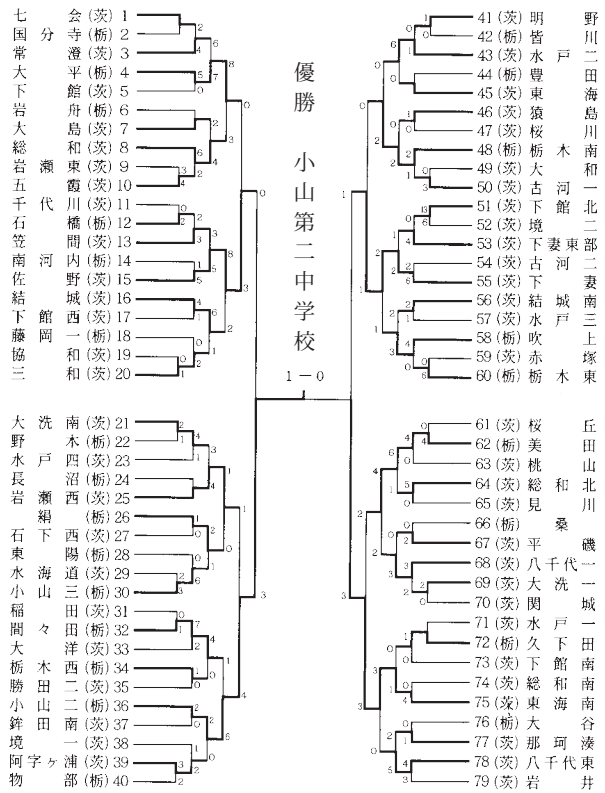 優勝 小山第二中学校
1-0
七会(茨)1
国分寺(栃)2
常澄(茨)3
大平(栃)4
下館(茨)5
岩舟(栃)6
大島(茨)7
総和(茨)8
岩瀬東(茨)9
五霞(茨)10
千代川(茨)11
石橋(栃)12
笠間(茨)13
南河内(栃)14
佐野(茨)15
結城(茨)16
下館西(茨)17
藤岡一(栃)18
協和(茨)19
三和(茨)20
大洗南(茨)21
野木(栃)22
水戸四(茨)23
長沼(栃)24
岩瀬西(茨)25
絹(栃)26
石下西(茨)27
東陽(栃)28
水海道(茨)29
小山三(栃)30
稲田(茨)31
間々田(栃)32
大洋(茨)33
栃木西(栃)34
勝田二(茨)35
小山二(栃)36
鉾田南(茨)37
境一(茨)38
阿字ヶ浦(茨)39
物部(栃)40
41(茨)明野
42(栃)皆川
43(茨)水戸二
44(栃)豊田
45(茨)東海
46(茨)猿島
47(茨)桜川
48(栃)栃木南
49(茨)大和
50(茨)古河一
51(茨)下館北
52(茨)境二
53(茨)下妻東部
54(茨)古河二
55(茨)下妻
56(茨)結城南
57(茨)水戸三
58(栃)吹上
59(茨)赤塚
60(栃)栃木東
61(茨)桜丘
62(栃)美田
63(茨)桃山
64(茨)総和北
65(茨)見川
66(栃)桑
67(茨)平磯
68(茨)八千代一
69(茨)大洗一
70(茨)関城
71(茨)水戸一
72(栃)久下田
73(茨)下館南
74(茨)総和南
75(茨)東海南
76(栃)大谷
77(茨)那珂湊
78(茨)八千代東
79(茨)岩井